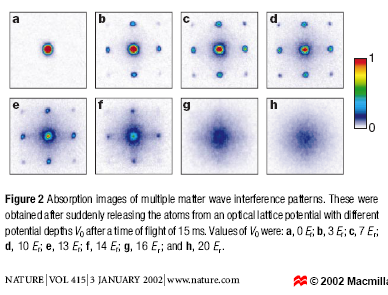 a b c d
1
0
e f g h
Figure 2 Absorption images of multiple matter wave interference patterns. These were
obtained after suddenly releasing the atoms from an optical lattice potential with different
potential depths V0 after a time of flight of 15 ms. Values of V0 were: a, 0 Er; b, 3 Er; c, 7 Er;
d, 10 Er; e, 13 Er; f, 14 Er; g, 16 Er; and h, 20 Er.
NATURE | VOL 415 | 3 JANUARY 2002 | www.nature.com
© 2002 Macmill